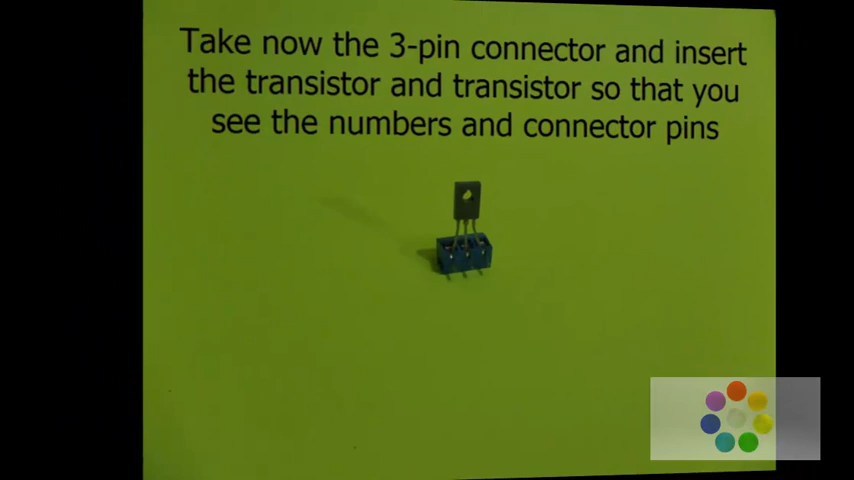 Take now the 3-pin connector and insert
the transistor and transistor so that you
see the numbers and connector pins